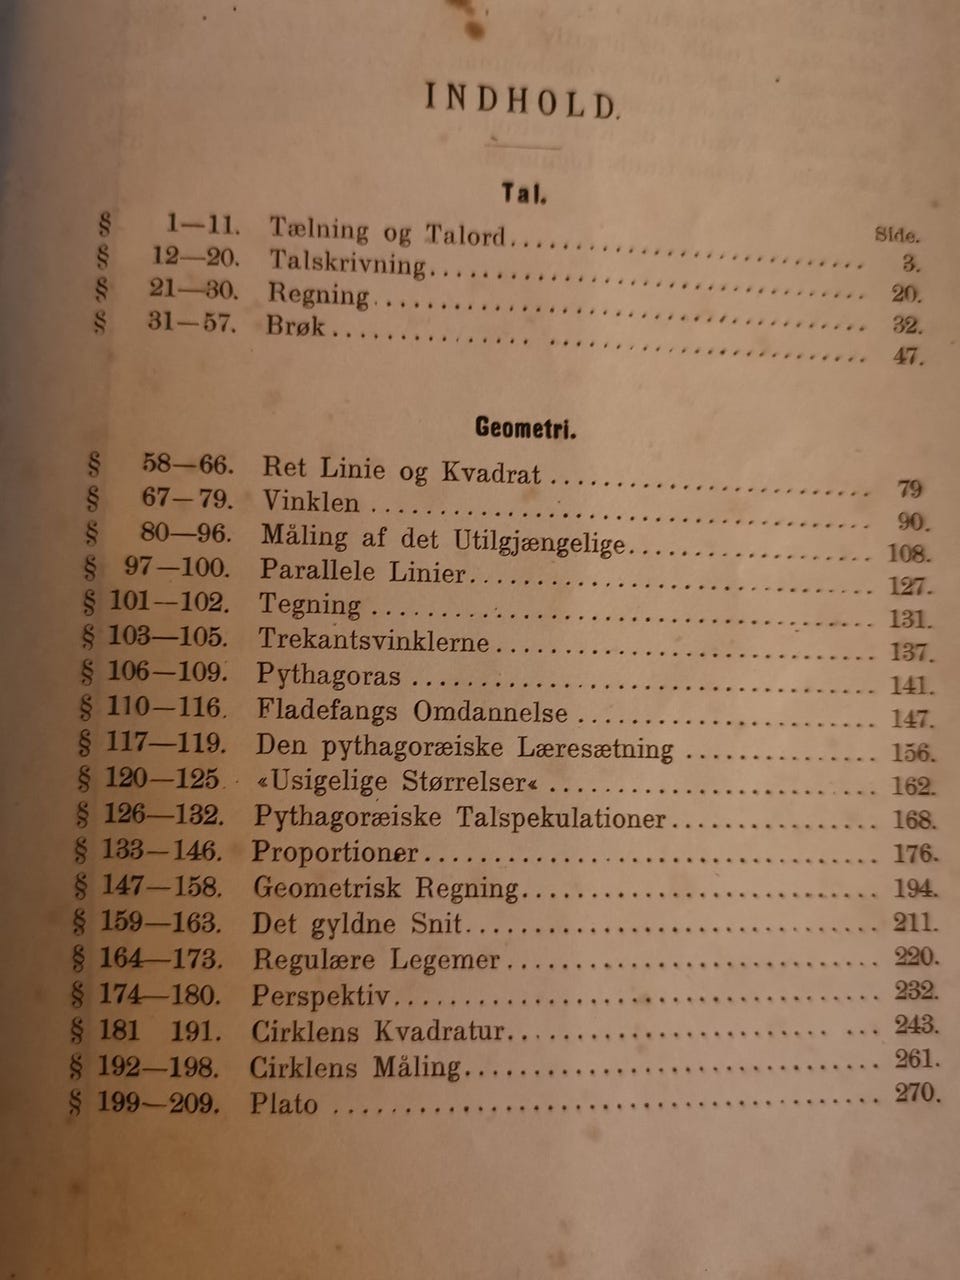 INDHOLD.
Tal.
Side.
§ 1—11. Tælning og Talord........................ 3.
§ 12—20. Talskrivning........................ 20.
§ 21—30. Regning........................ 32.
§ 31—57. Brøk........................ 47.
Geometri.
§ 58—66. Ret Linie og Kvadrat........................ 79
§ 67—79. Vinklen........................ 90.
§ 80—96. Måling af det Utilgjængelige................ 108.
§ 97—100. Parallele Linier........................ 127.
§ 101—102. Tegning........................ 131.
§ 103—105. Trekantsvinklerne........................ 137.
§ 106—109. Pythagoras........................ 141.
§ 110—116. Fladefangs Omdannelse.................... 147.
§ 117—119. Den pythagoræiske Læresætning ............. 156.
§ 120—125. «Usigelige Størrelser« ........................ 162.
§ 126—132. Pythagoræiske Talspekulationer............... 168.
§ 133—146. Proportioner........................ 176.
§ 147—158. Geometrisk Regning........................ 194.
§ 159—163. Det gyldne Snit........................ 211.
§ 164—173. Regulære Legemer........................ 220.
§ 174—180. Perspektiv........................ 232.
§ 181 191. Cirklens Kvadratur........................ 243.
§ 192—198. Cirklens Måling........................ 261.
§ 199—209. Plato ........................ 270.